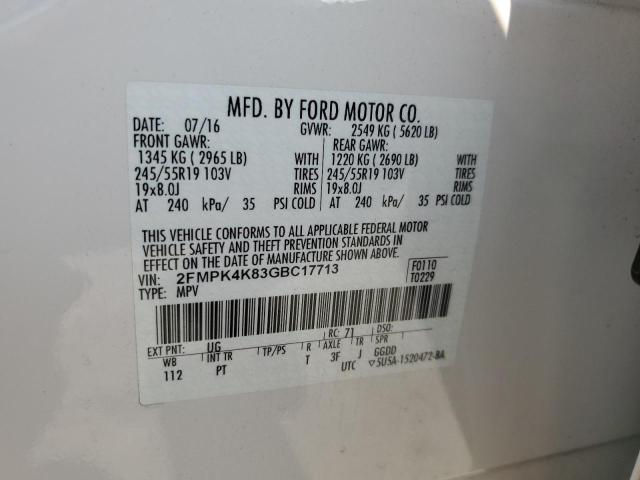 MFD. BY FORD MOTOR CO.
DATE: 07/16 GVWR: 2549 KG ( 5620 LB)
FRONT GAWR: REAR GAWR:
1345 KG ( 2965 LB) WITH 1220 KG ( 2690 LB) WITH
245/55R19 103V TIRES 245/55R19 103V TIRES
19x8.0J RIMS 19x8.0J RIMS
AT 240 kPa/ 35 PSI COLD AT 240 kPa/ 35 PSI COLD
THIS VEHICLE CONFORMS TO ALL APPLICABLE FEDERAL MOTOR
VEHICLE SAFETY AND THEFT PREVENTION STANDARDS IN
EFFECT ON THE DATE OF MANUFACTURE SHOWN ABOVE.
VIN: 2FMPK4K83GBC17713 F0110
TYPE: MPV T0229
EXT PNT: UG RC: 71 DSO:
WB INT TR TP/PS R AXLE TR SPR
112 PT T 3F J GGDD
UTC ▽5U5A-1520472-BA